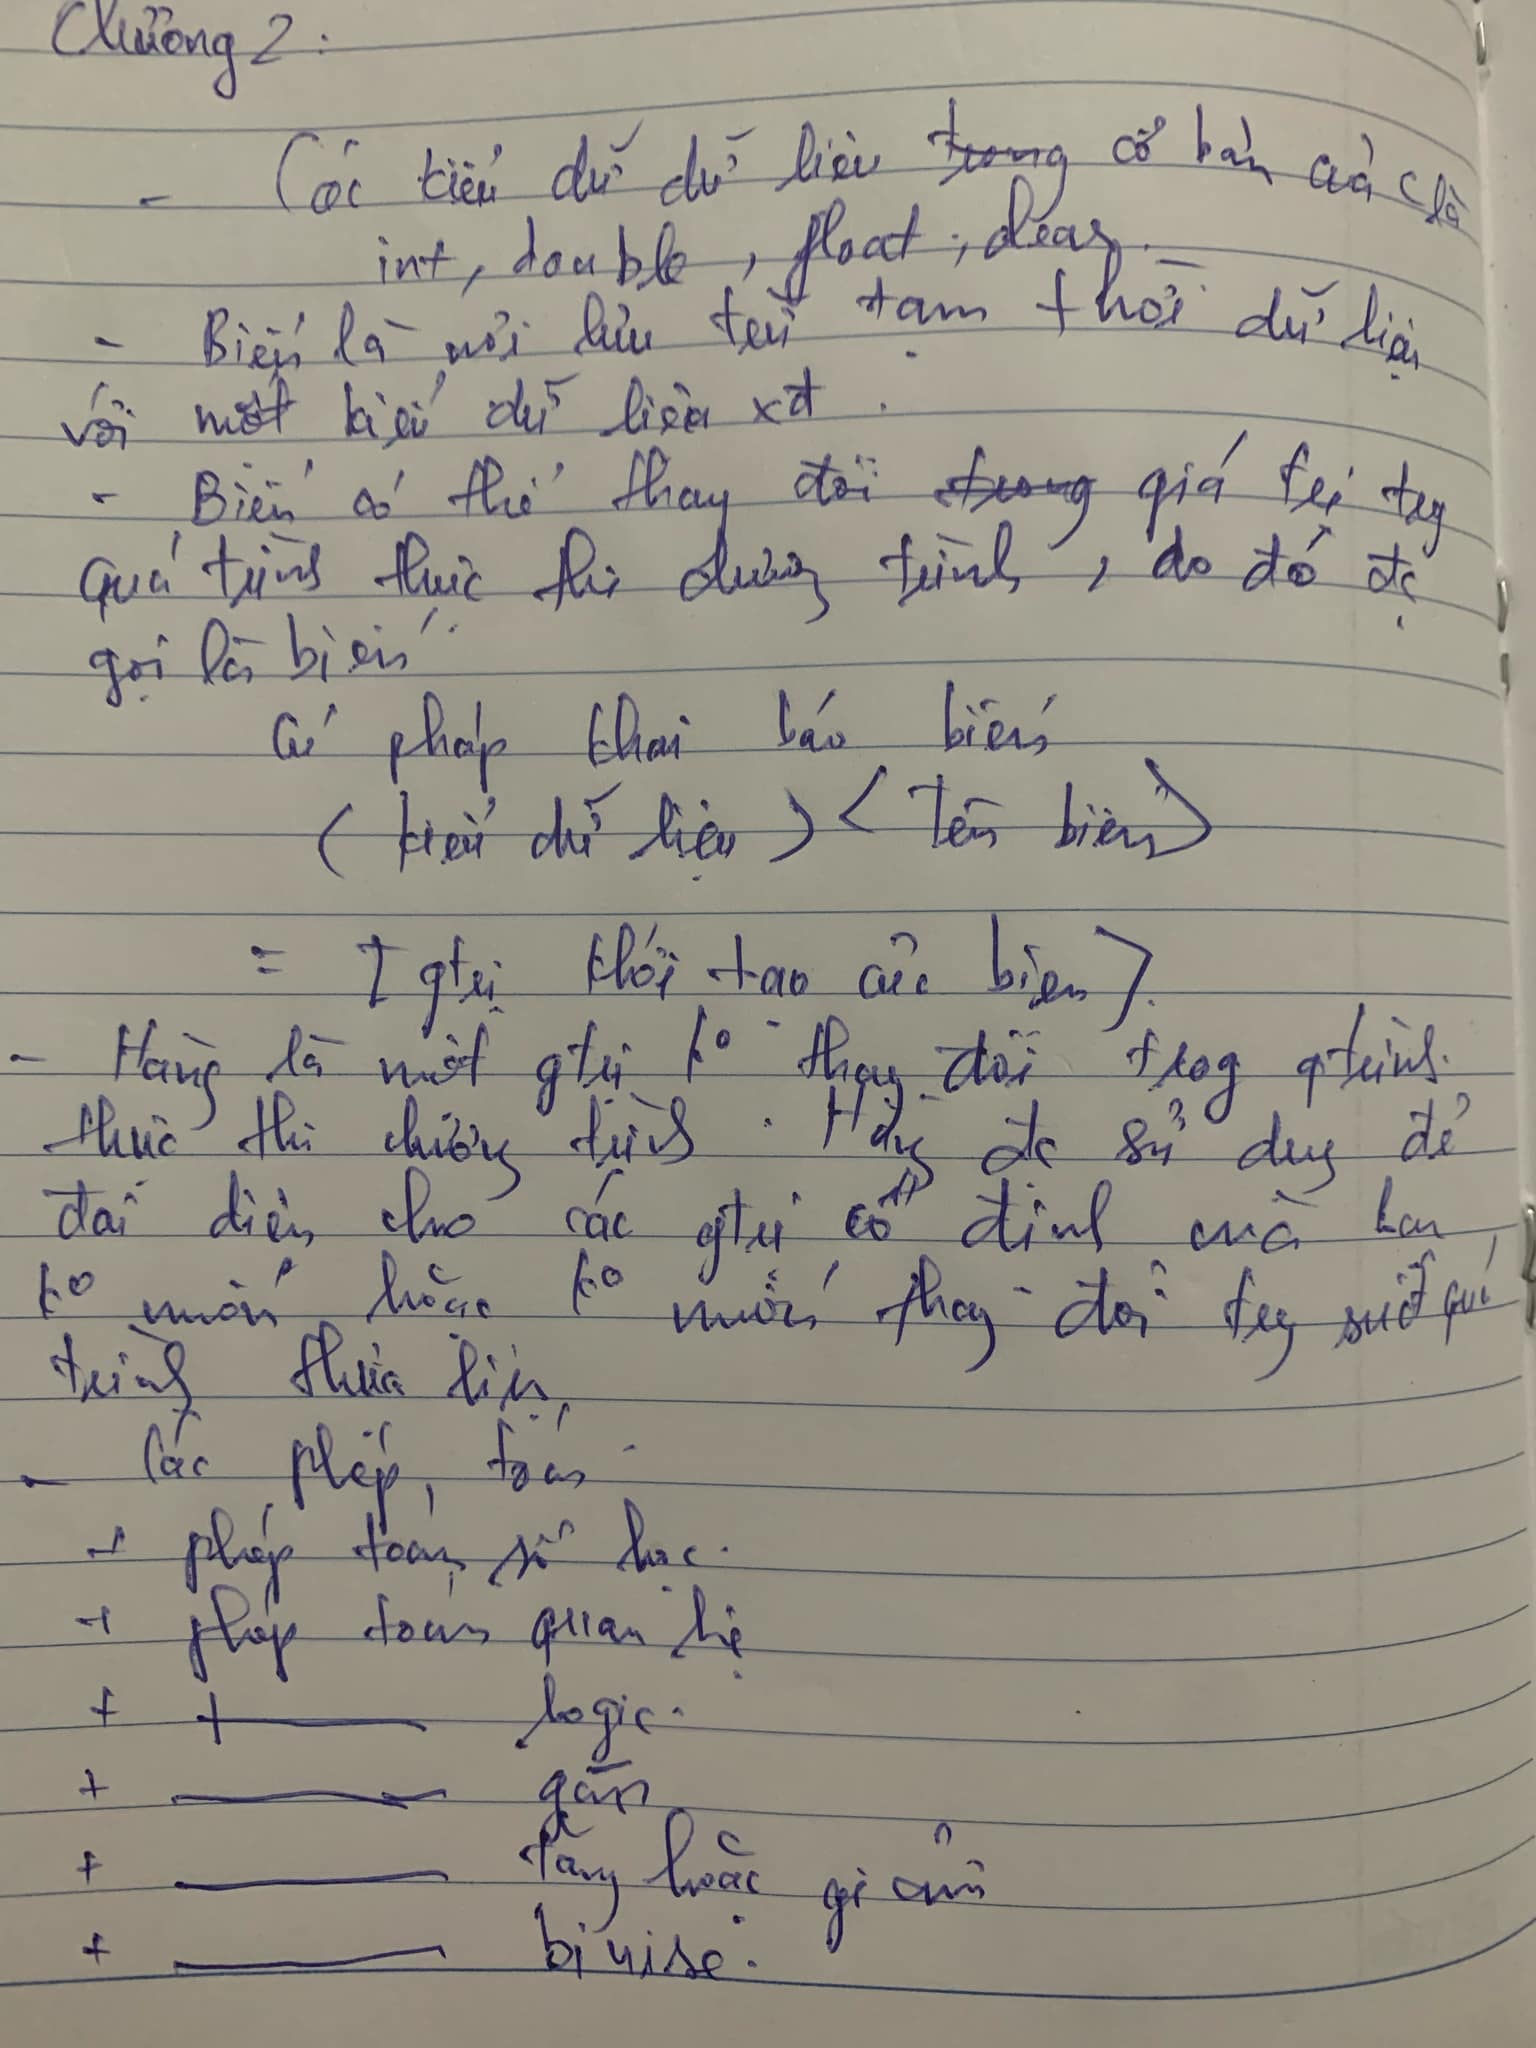 Chương 2:
- Các kiểu dữ dữ liệu trong cơ bản của C là
int, double, float, char.
- Biến là nơi lưu trữ tạm thời dữ liệu
với một kiểu dữ liệu xđ.
- Biến có thể thay đổi trong giá trị trg
quá trình thực thi chương trình, do đó đc
gọi là biến.
Cú pháp khai báo biến
(kiểu dữ liệu) <Tên biến>
= [gtrị khởi tạo của biến].
- Hằng là một gtrị ko thay đổi trog qtrình
thực thi chương trình. Hằng đc sử dụng để
đại diện cho các gtrị cố định mà bạn
ko muốn hoặc ko muốn thay đổi trg suốt quá
trình thực hiện
- Các phép toán
+ phép toán số học.
+ phép toán quan hệ
+ logic.
+ gán
+ tăng hoặc giảm
+ bitwise.